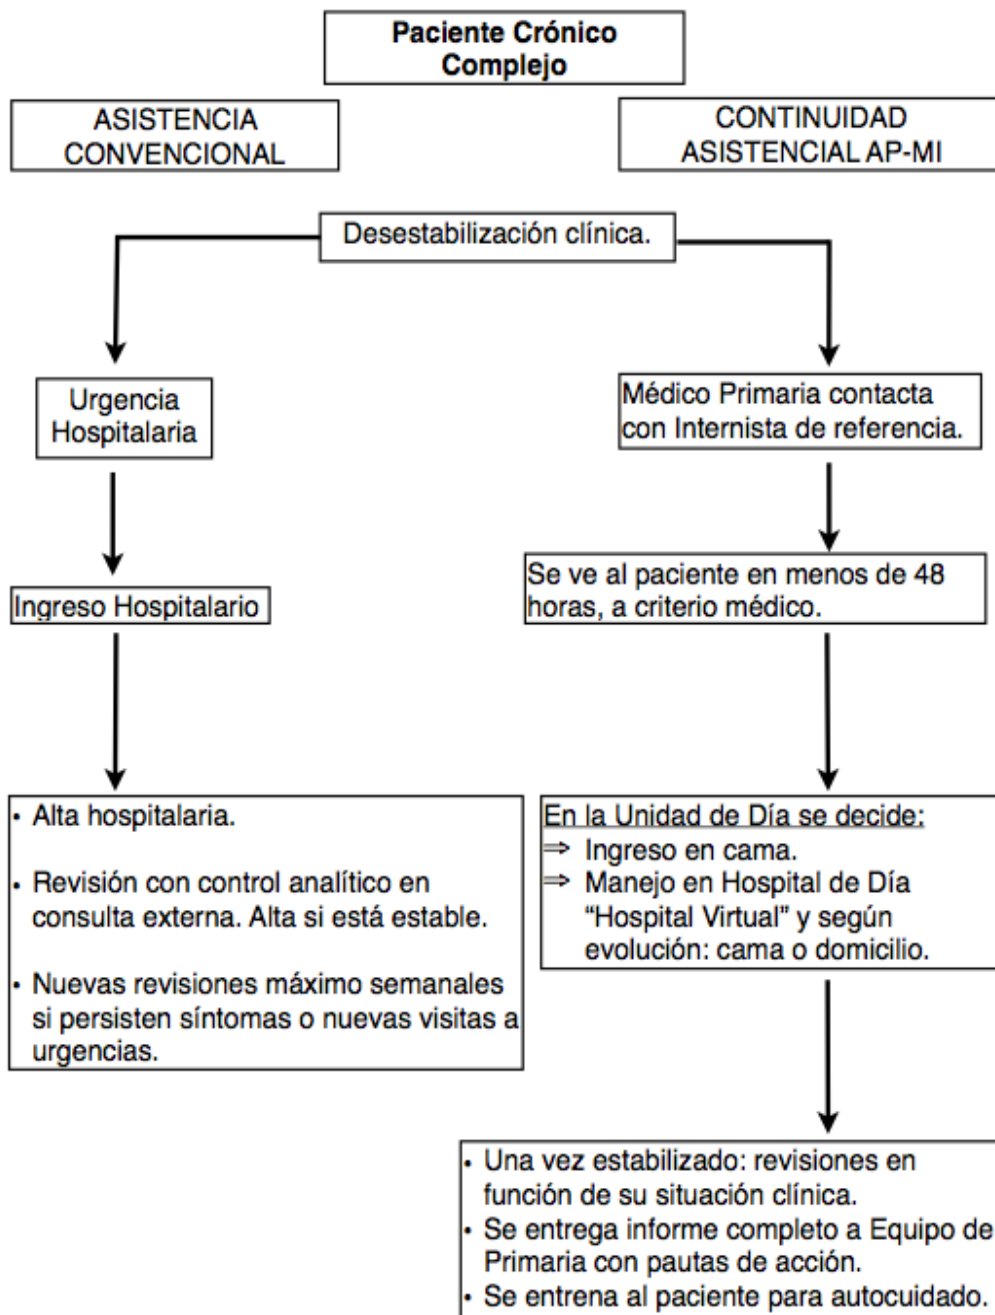 Paciente Crónico
Complejo
ASISTENCIA
CONVENCIONAL
CONTINUIDAD
ASISTENCIAL AP-MI
Desestabilización clínica.
Urgencia
Hospitalaria
Médico Primaria contacta
con Internista de referencia.
Ingreso Hospitalario
Se ve al paciente en menos de 48
horas, a criterio médico.
• Alta hospitalaria.
• Revisión con control analítico en
consulta externa. Alta si está estable.
• Nuevas revisiones máximo semanales
si persisten síntomas o nuevas visitas a
urgencias.
En la Unidad de Día se decide:
⇒ Ingreso en cama.
⇒ Manejo en Hospital de Día
“Hospital Virtual” y según
evolución: cama o domicilio.
• Una vez estabilizado: revisiones en
función de su situación clínica.
• Se entrega informe completo a Equipo de
Primaria con pautas de acción.
• Se entrena al paciente para autocuidado.